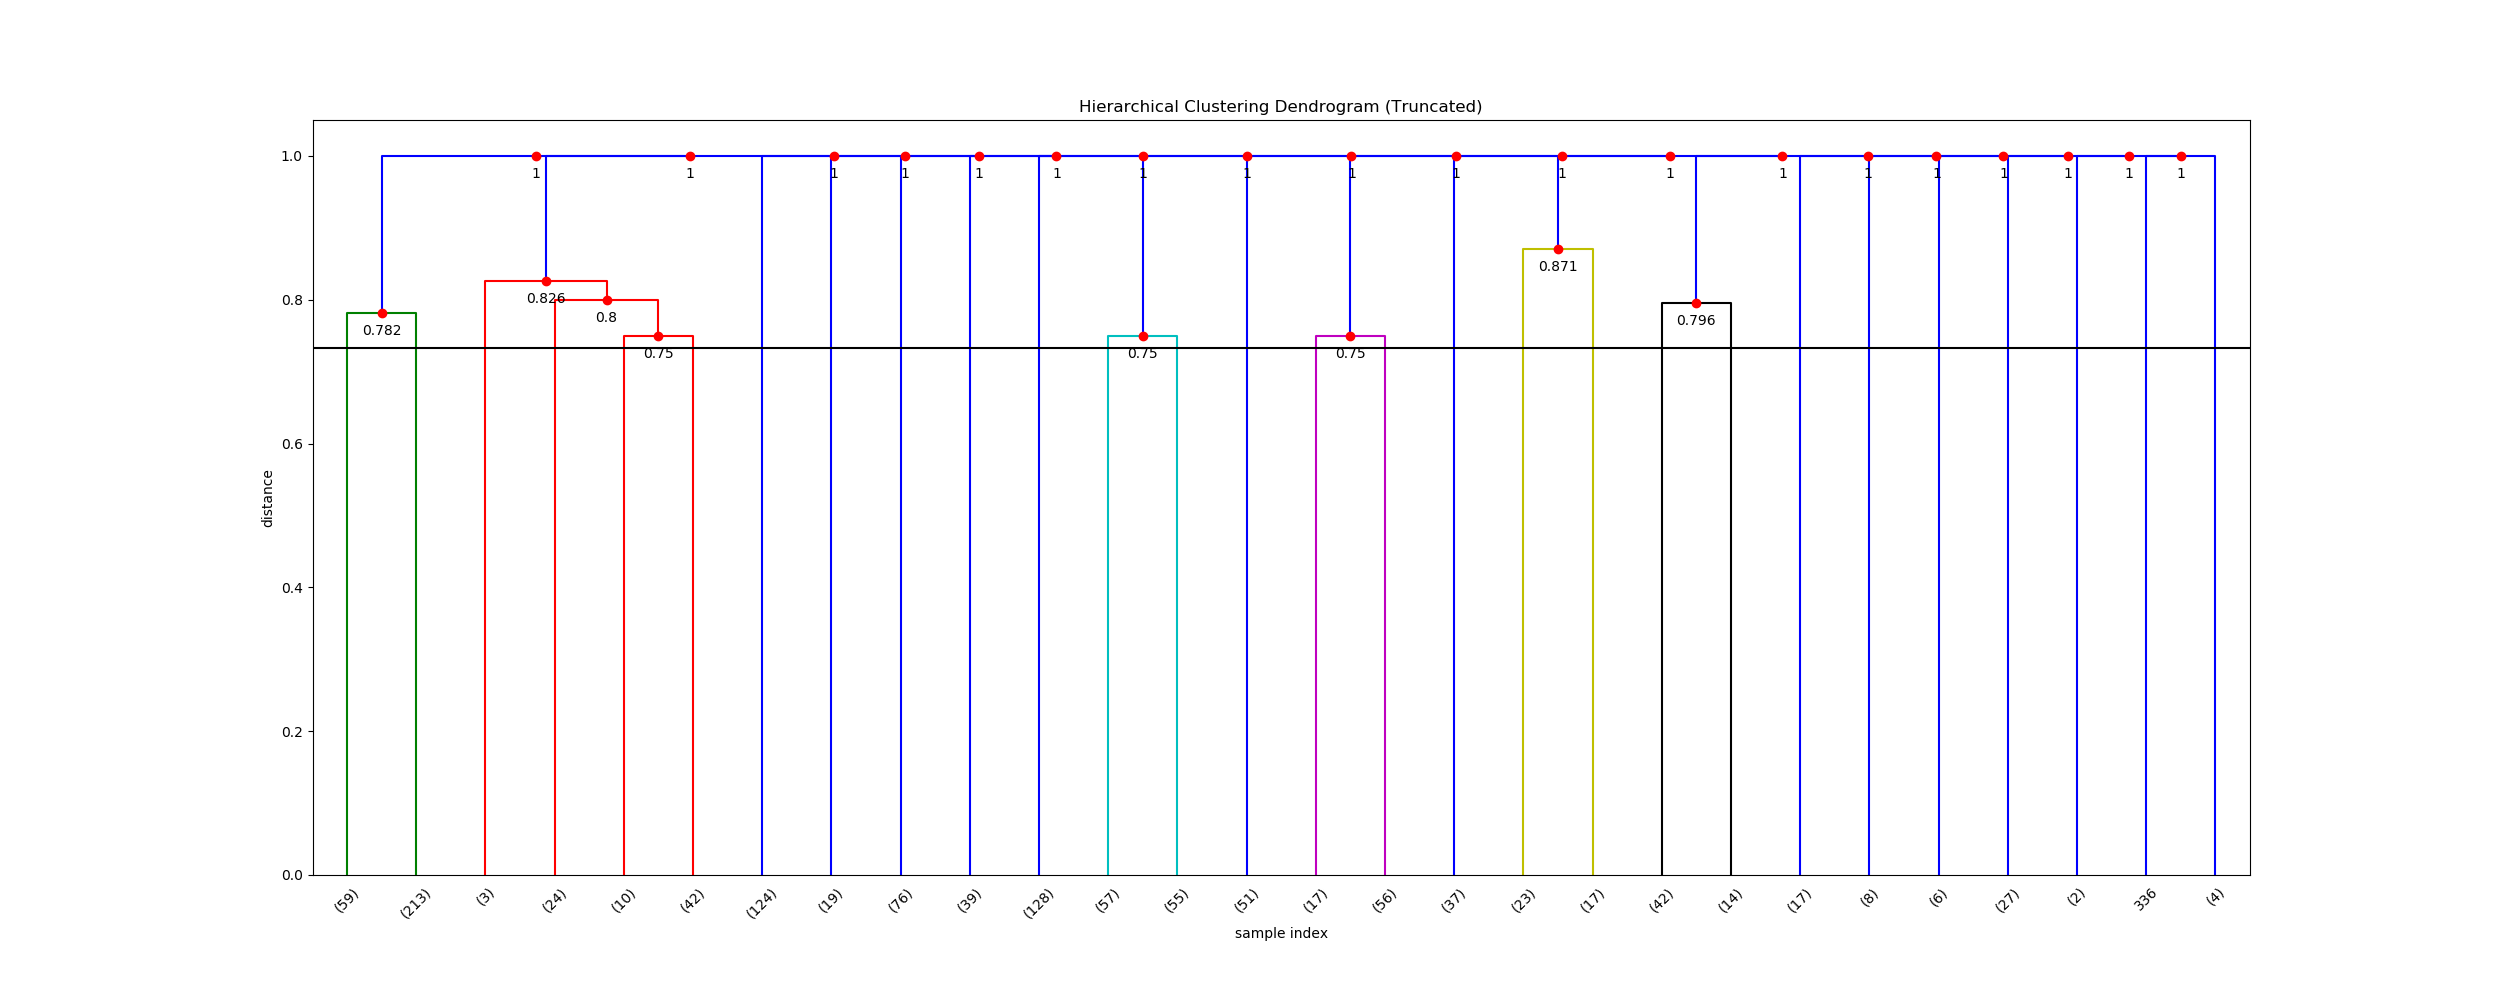 Hierarchical Clustering Dendrogram (Truncated)
1.0
1 1 1 1 1 1 1 1 1 1 1 1 1 1 1 1 1 1 1
0.871
0.826
0.8
0.8
0.796
0.782
0.75 0.75 0.75
0.6
0.4
0.2
0.0
distance
(59) (213) (3) (24) (10) (42) (124) (19) (76) (39) (128) (57) (55) (51) (17) (56) (37) (23) (17) (42) (14) (17) (8) (6) (27) (2) 336 (4)
sample index